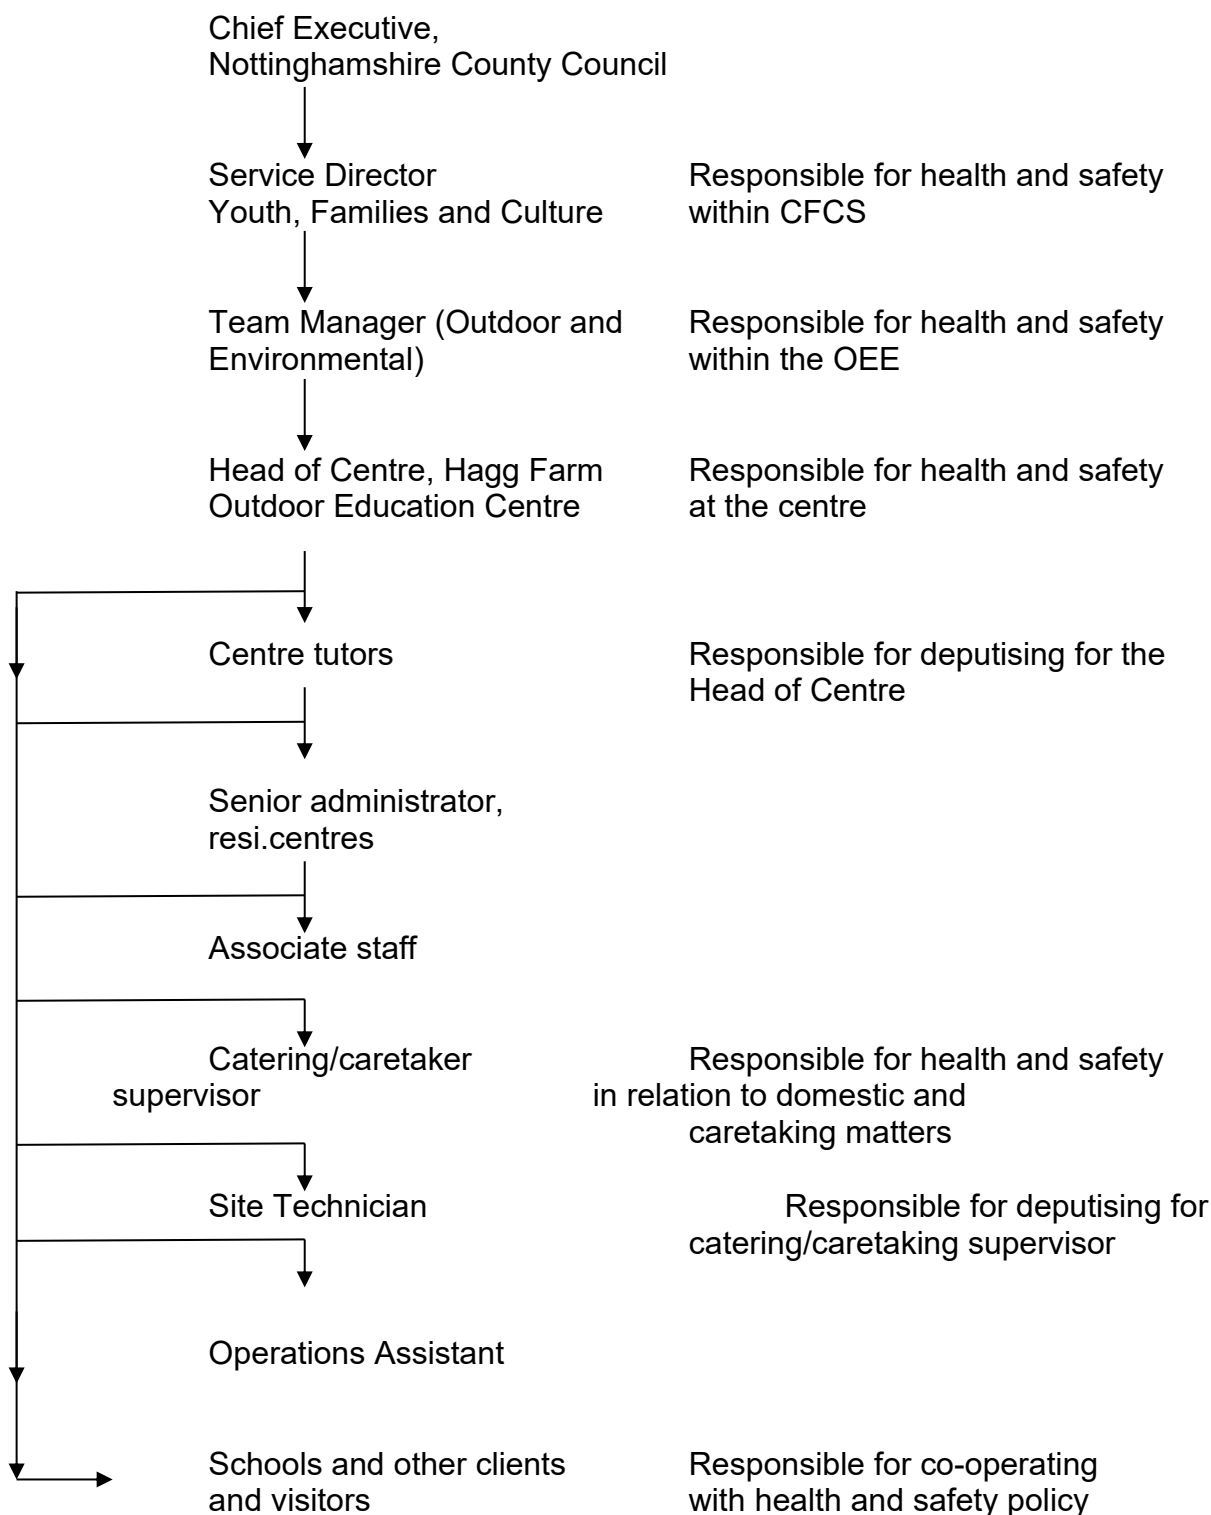 Chief Executive,
Nottinghamshire County Council
Service Director
Youth, Families and Culture
Responsible for health and safety
within CFCS
Team Manager (Outdoor and
Environmental)
Responsible for health and safety
within the OEE
Head of Centre, Hagg Farm
Outdoor Education Centre
Responsible for health and safety
at the centre
Centre tutors
Responsible for deputising for the
Head of Centre
Senior administrator,
resi.centres
Associate staff
Catering/caretaker
supervisor
Responsible for health and safety
in relation to domestic and
caretaking matters
Site Technician
Responsible for deputising for
catering/caretaking supervisor
Operations Assistant
Schools and other clients
and visitors
Responsible for co-operating
with health and safety policy